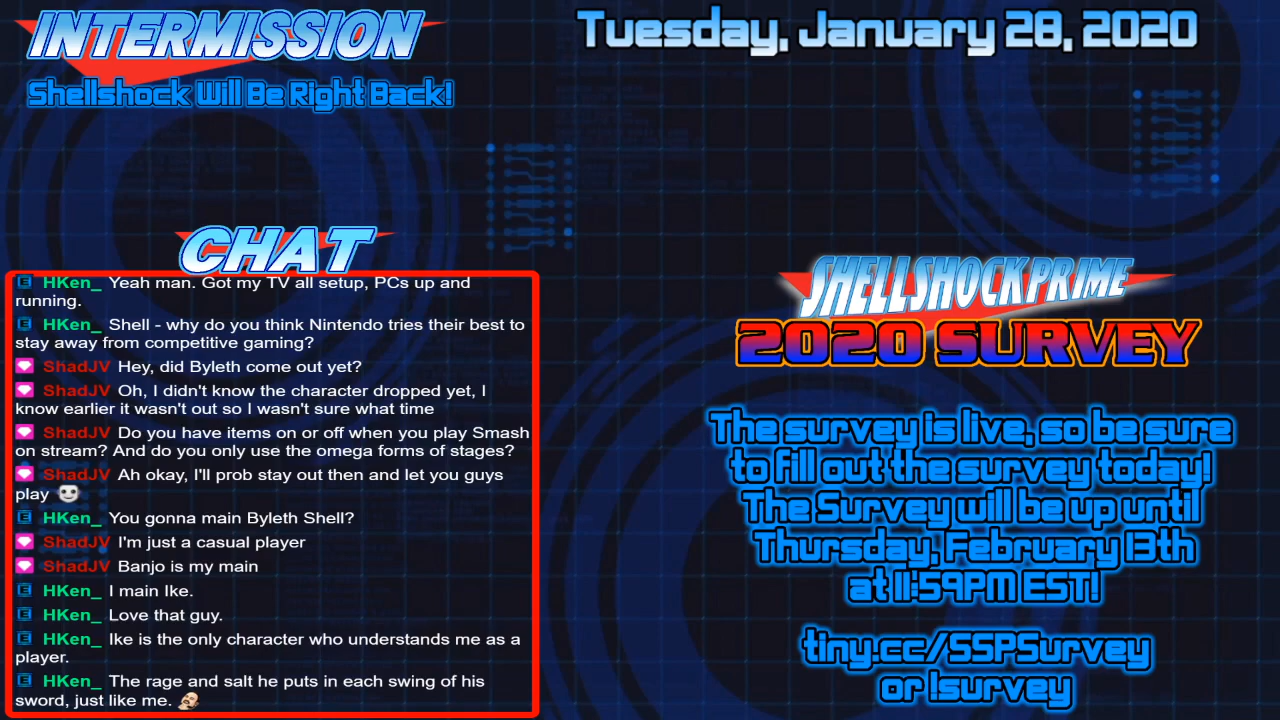 INTERMISSION
Shellshock Will Be Right Back!
Tuesday, January 28, 2020
CHAT
HKen_ Yeah man. Got my TV all setup, PCs up and
running.
HKen_ Shell - why do you think Nintendo tries their best to
stay away from competitive gaming?
ShadJV Hey, did Byleth come out yet?
ShadJV Oh, I didn't know the character dropped yet, I
know earlier it wasn't out so I wasn't sure what time
ShadJV Do you have items on or off when you play Smash
on stream? And do you only use the omega forms of stages?
ShadJV Ah okay, I'll prob stay out then and let you guys
play
HKen_ You gonna main Byleth Shell?
ShadJV I'm just a casual player
ShadJV Banjo is my main
HKen_ I main Ike.
HKen_ Love that guy.
HKen_ Ike is the only character who understands me as a
player.
HKen_ The rage and salt he puts in each swing of his
sword, just like me.
SHELLSHOCKPRIME
2020 SURVEY
The survey is live, so be sure
to fill out the survey today!
The Survey will be up until
Thursday, February 13th
at 11:59PM EST!
tiny.cc/SSPSurvey
or !survey